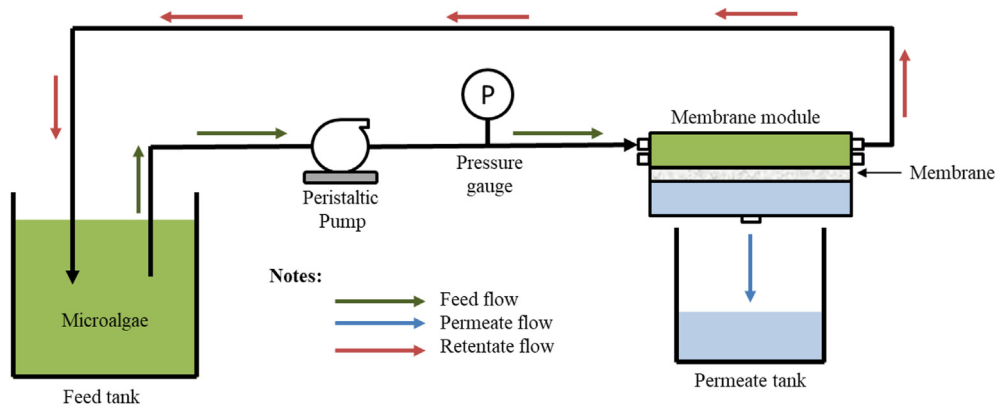 P
Membrane module
Pressure
gauge
Membrane
Peristaltic
Pump
Notes:
Feed flow
Microalgae
Permeate flow
Retentate flow
Feed tank
Permeate tank